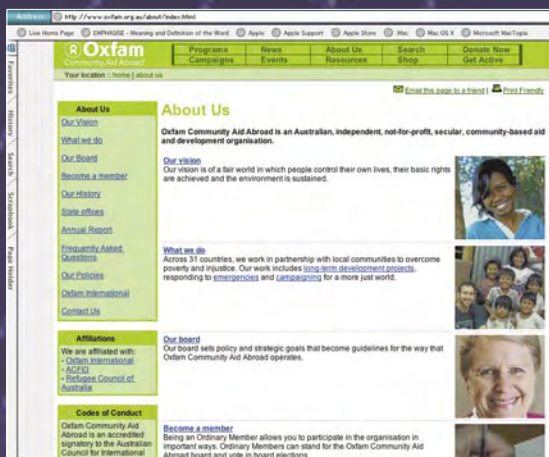 Address: http://www.oxfam.org.au/about/index.html
Live Home Page EMPHASISE - Meaning and Definition of the Word Apple Apple Support Apple Store .Mac Mac OS X Microsoft MacTopia
Favorites
History
Search
Scrapbook
Page Holder
Oxfam
Community Aid Abroad
Programs News About Us Search Donate Now
Campaigns Events Resources Shop Get Active
Your location :: home | about us
Email this page to a friend | Print Friendly
About Us
Our Vision
What we do
Our Board
Become a member
Our History
State offices
Annual Report
Frequently Asked
Questions
Our Policies
Oxfam International
Contact Us
Affiliations
We are affiliated with:
- Oxfam International
- ACFID
- Refugee Council of
Australia
Codes of Conduct
Oxfam Community Aid
Abroad is an accredited
signatory to the Australian
Council for International
About Us
Oxfam Community Aid Abroad is an Australian, independent, not-for-profit, secular, community-based aid
and development organisation.
Our vision
Our vision is of a fair world in which people control their own lives, their basic rights
are achieved and the environment is sustained.
What we do
Across 31 countries, we work in partnership with local communities to overcome
poverty and injustice. Our work includes long-term development projects,
responding to emergencies and campaigning for a more just world.
Our board
Our board sets policy and strategic goals that become guidelines for the way that
Oxfam Community Aid Abroad operates.
Become a member
Being an Ordinary Member allows you to participate in the organisation in
important ways. Ordinary Members can stand for the Oxfam Community Aid
Abroad board and vote in board elections.